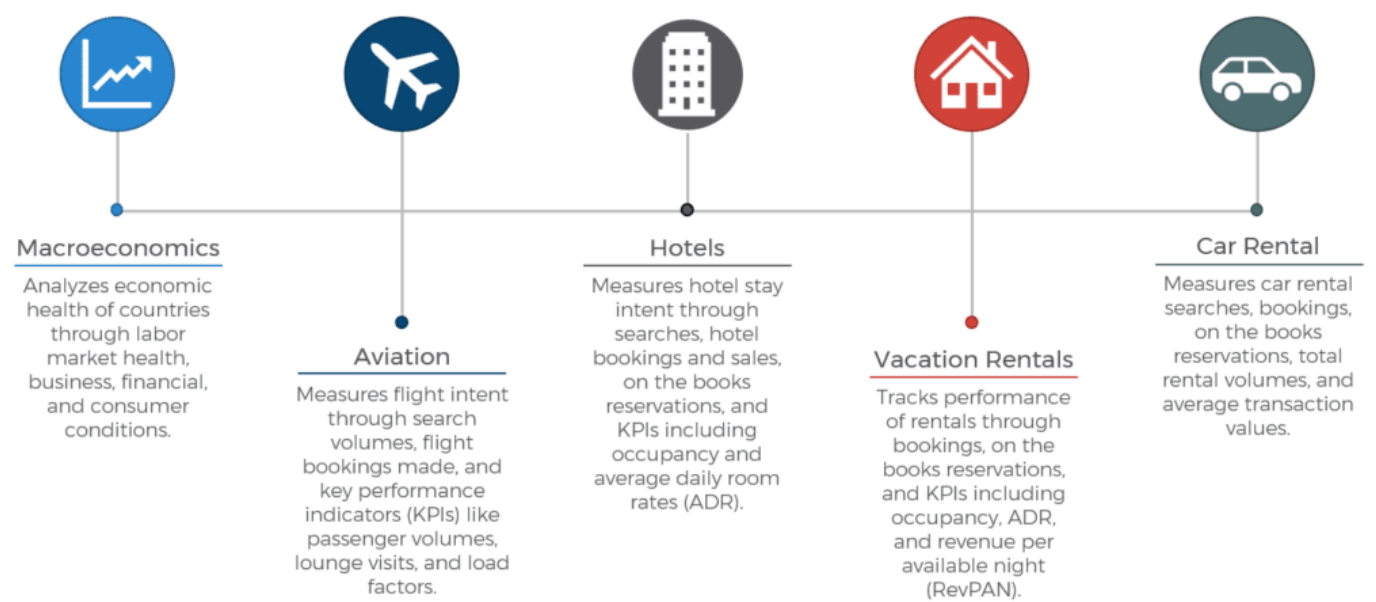 Macroeconomics
Analyzes economic
health of countries
through labor
market health,
business, financial,
and consumer
conditions.
Aviation
Measures flight intent
through search
volumes, flight
bookings made, and
key performance
indicators (KPIs) like
passenger volumes,
lounge visits, and load
factors.
Hotels
Measures hotel stay
intent through
searches, hotel
bookings and sales,
on the books
reservations, and
KPIs including
occupancy and
average daily room
rates (ADR).
Vacation Rentals
Tracks performance
of rentals through
bookings, on the
books reservations,
and KPIs including
occupancy, ADR,
and revenue per
available night
(RevPAN).
Car Rental
Measures car rental
searches, bookings,
on the books
reservations, total
rental volumes, and
average transaction
values.